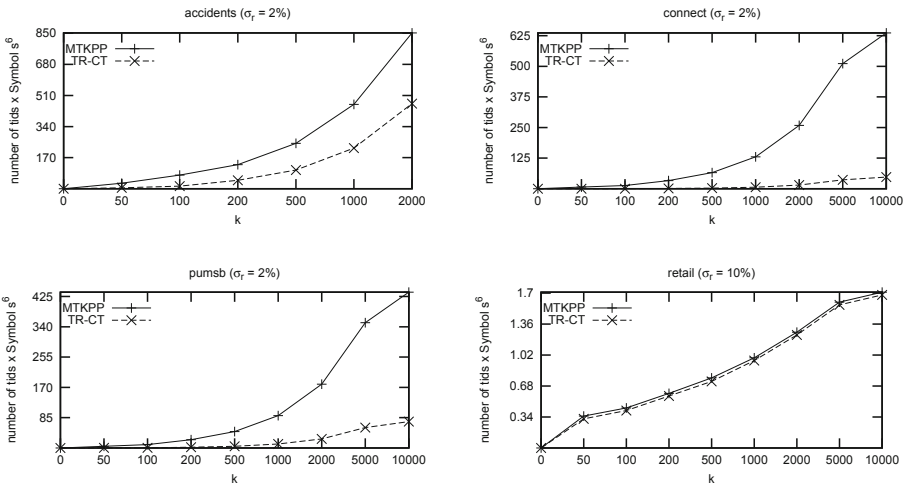 accidents (σr = 2%)
number of tids x Symbol s6
850
680
510
340
170
MTKPP
TR-CT
0 50 100 200 500 1000 2000
k
connect (σr = 2%)
number of tids x Symbol s6
625
500
375
250
125
MTKPP
TR-CT
0 50 100 200 500 1000 2000 5000 10000
k
pumsb (σr = 2%)
number of tids x Symbol s6
425
340
255
170
85
MTKPP
TR-CT
0 50 100 200 500 1000 2000 5000 10000
k
retail (σr = 10%)
number of tids x Symbol s6
1.7
1.36
1.02
0.68
0.34
MTKPP
TR-CT
0 50 100 200 500 1000 2000 5000 10000
k